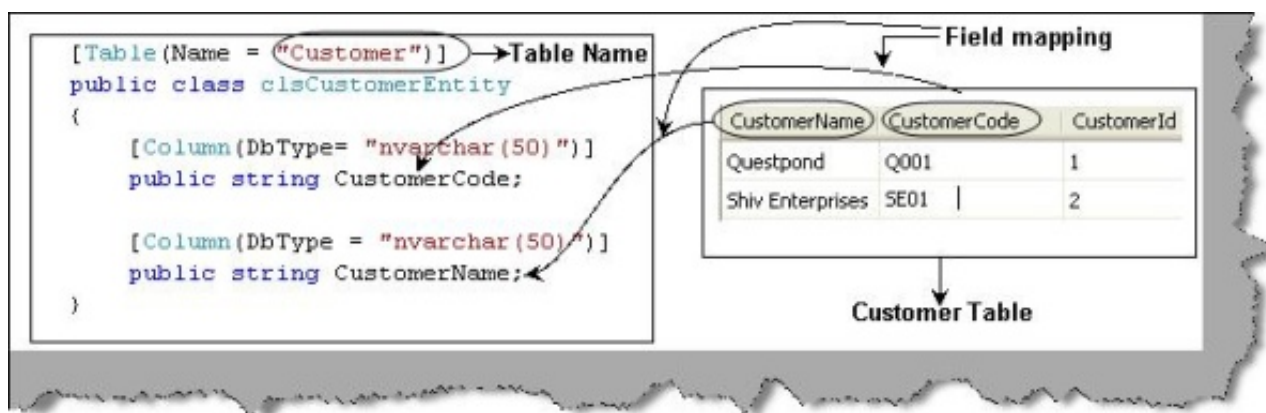 [Table(Name = "Customer")]
Table Name
public class clsCustomerEntity
{
[Column(DbType= "nvarchar(50)")]
public string CustomerCode;
[Column(DbType = "nvarchar(50)")]
public string CustomerName;
}
Field mapping
CustomerName CustomerCode CustomerId
Questpond Q001 1
Shiv Enterprises SE01 2
Customer Table